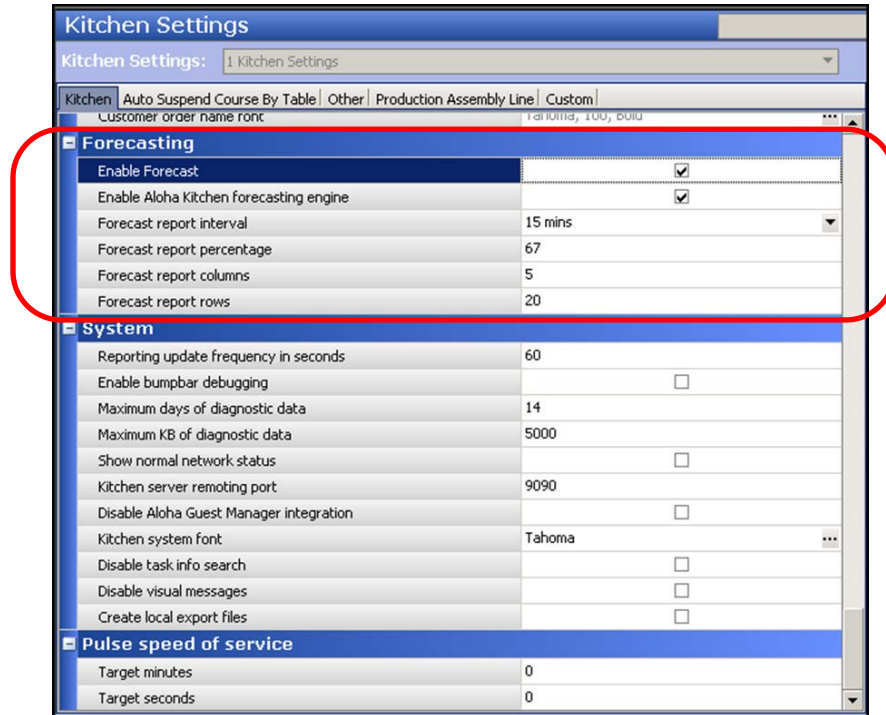 Kitchen Settings
Kitchen Settings: 1 Kitchen Settings
Kitchen Auto Suspend Course By Table Other Production Assembly Line Custom
Customer order name font Tahoma, 100, Bold ...
Forecasting
Enable Forecast
Enable Aloha Kitchen forecasting engine
Forecast report interval 15 mins
Forecast report percentage 67
Forecast report columns 5
Forecast report rows 20
System
Reporting update frequency in seconds 60
Enable bumpbar debugging
Maximum days of diagnostic data 14
Maximum KB of diagnostic data 5000
Show normal network status
Kitchen server remoting port 9090
Disable Aloha Guest Manager integration
Kitchen system font Tahoma ...
Disable task info search
Disable visual messages
Create local export files
Pulse speed of service
Target minutes 0
Target seconds 0